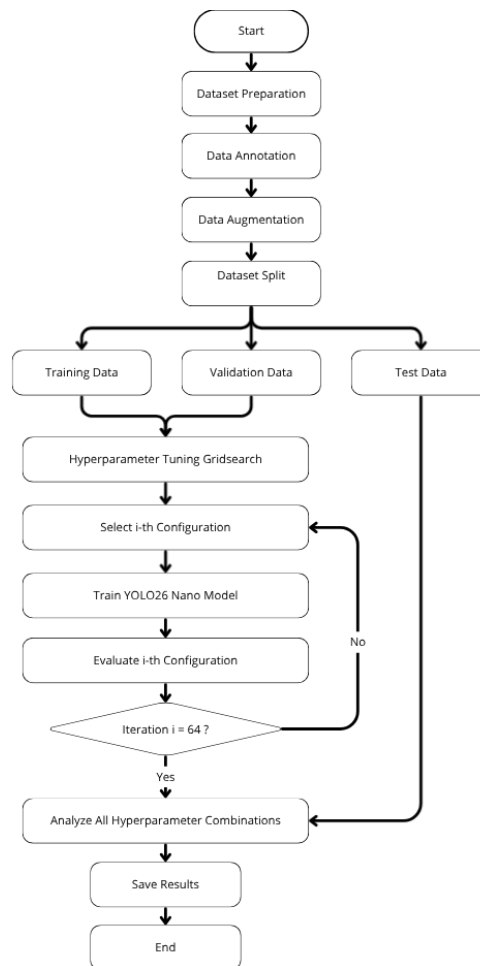 Start
Dataset Preparation
Data Annotation
Data Augmentation
Dataset Split
Training Data
Validation Data
Test Data
Hyperparameter Tuning Gridsearch
Select i-th Configuration
Train YOLO26 Nano Model
Evaluate i-th Configuration
No
Iteration i = 64 ?
Yes
Analyze All Hyperparameter Combinations
Save Results
End